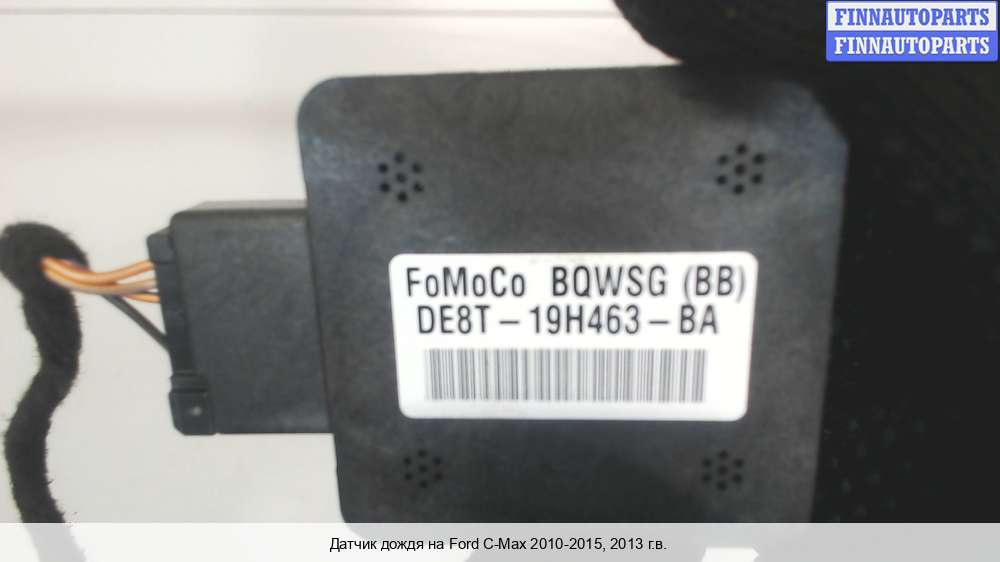 FINNAUTOPARTS
FINNAUTOPARTS
FoMoCo BQWSG (BB)
DE8T-19H463-BA
Датчик дождя на Ford C-Max 2010-2015, 2013 г.в.